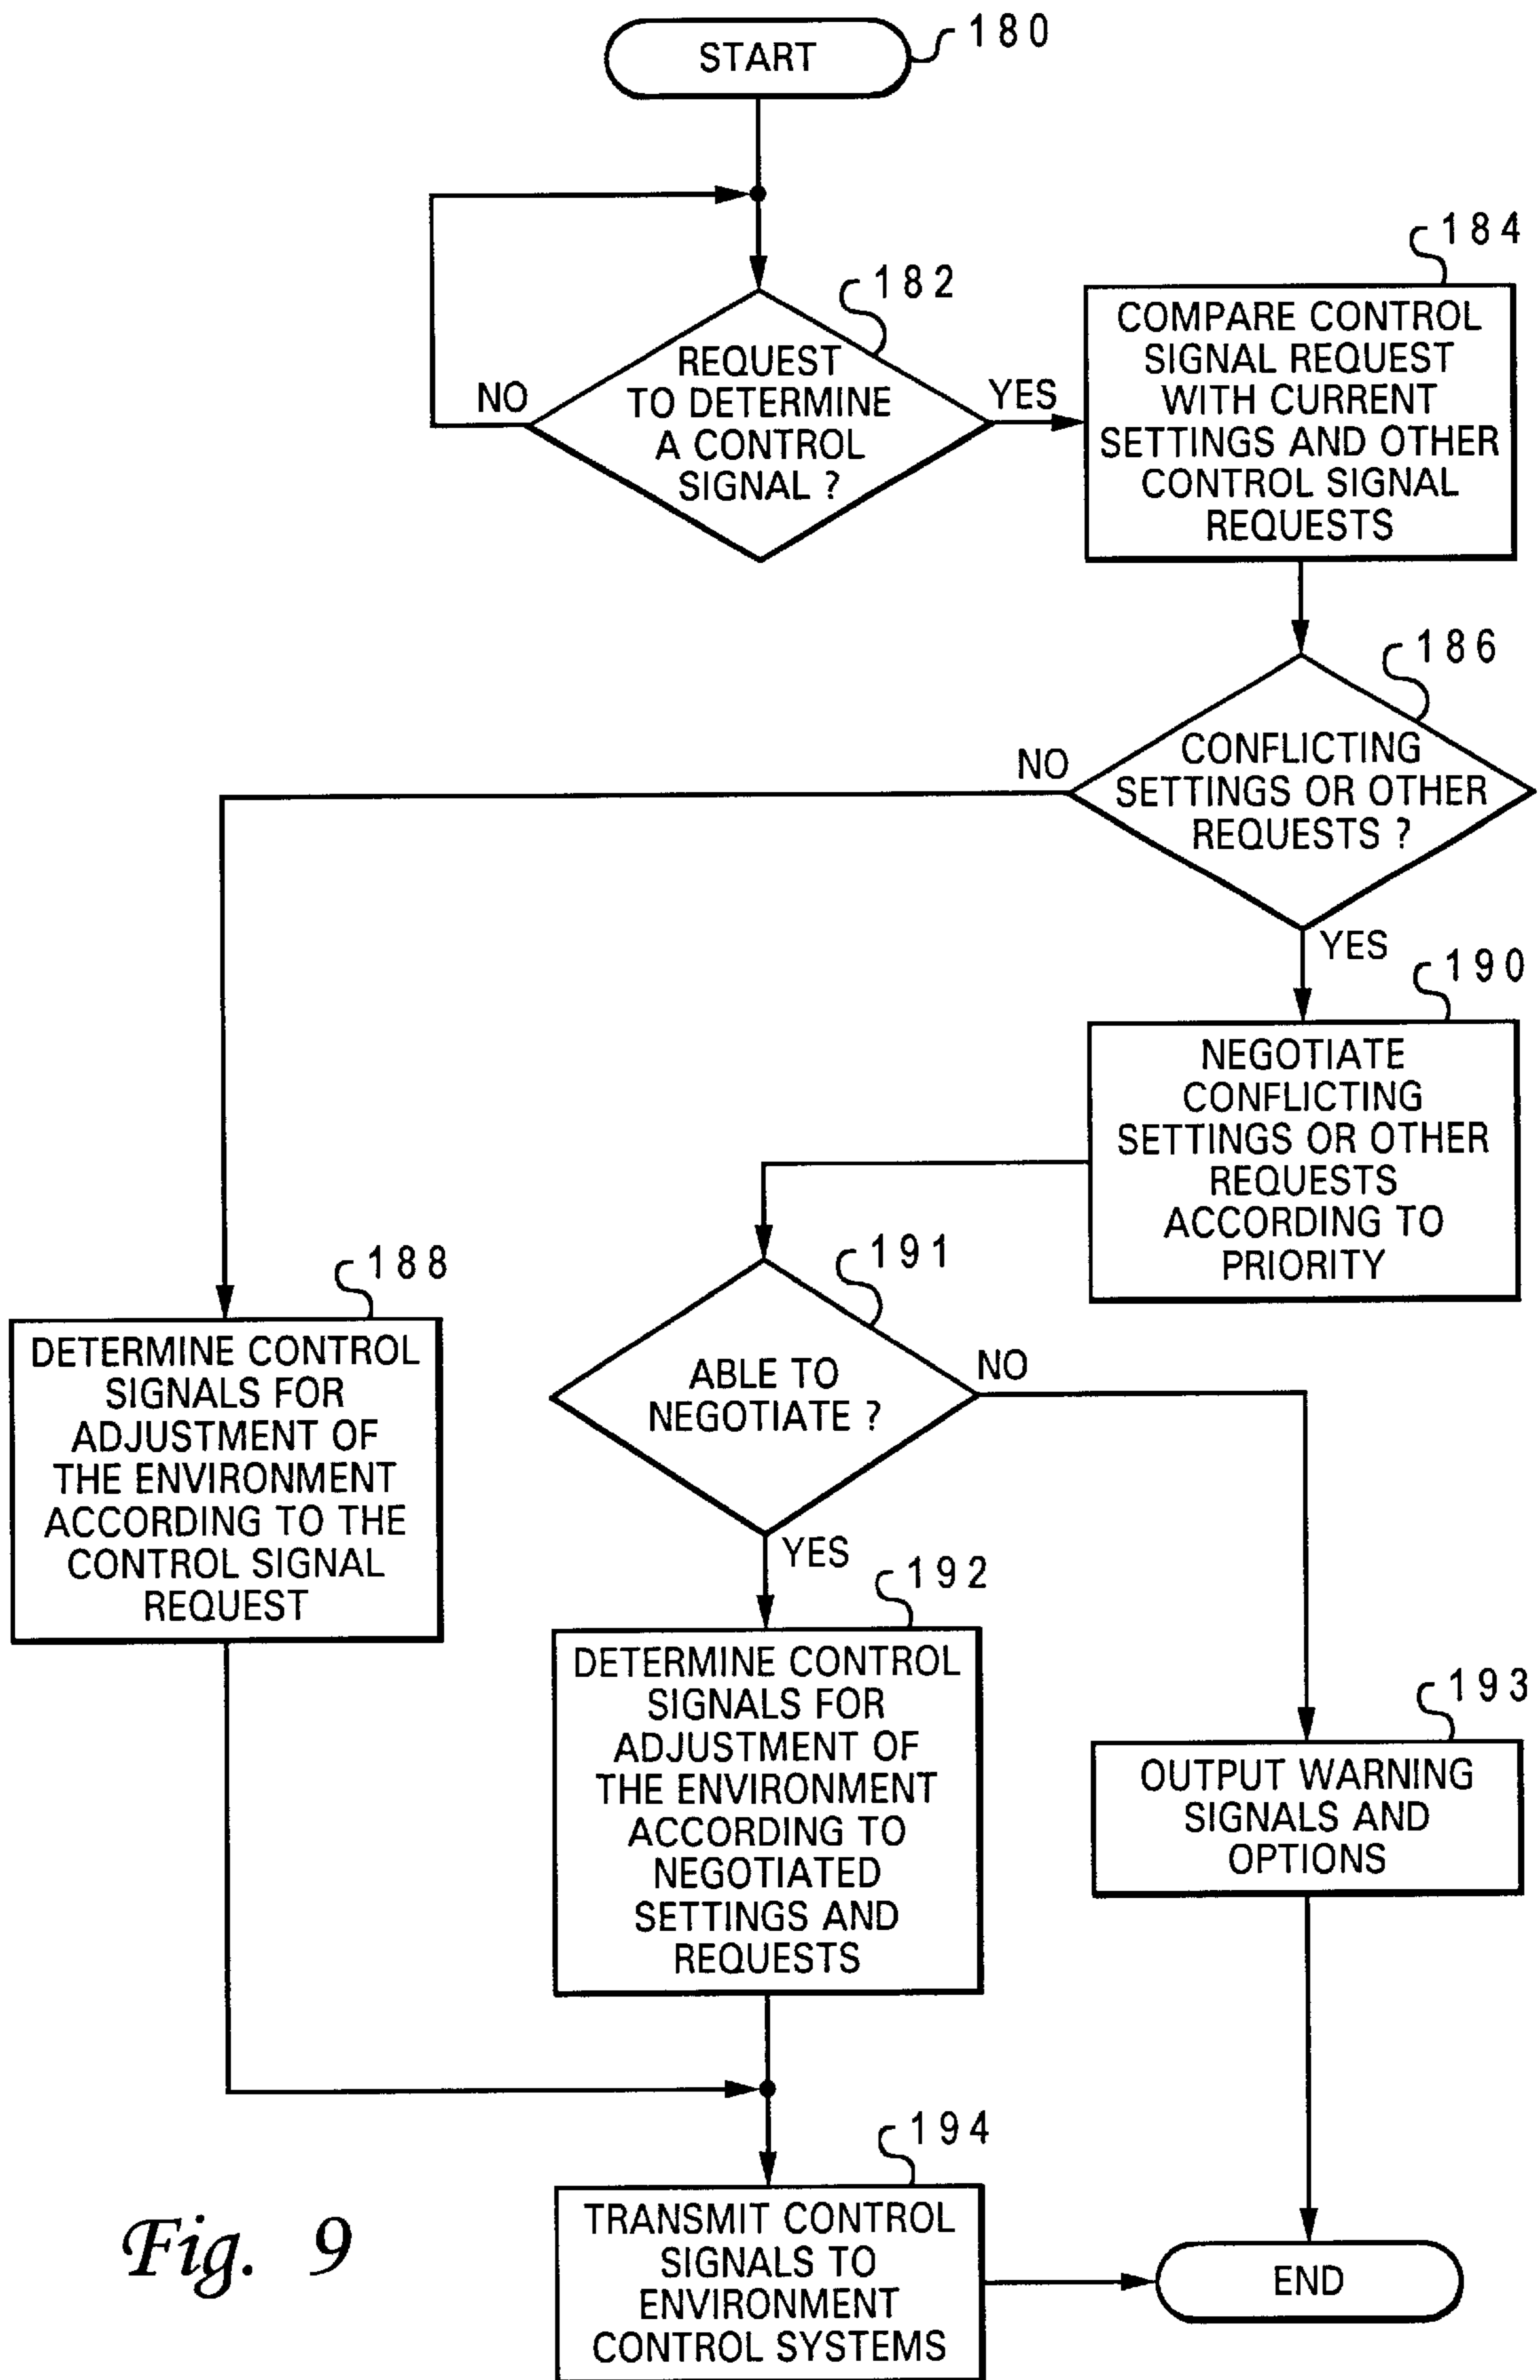 START
180
182
REQUEST
TO DETERMINE
A CONTROL
SIGNAL ?
NO
YES
184
COMPARE CONTROL
SIGNAL REQUEST
WITH CURRENT
SETTINGS AND OTHER
CONTROL SIGNAL
REQUESTS
186
CONFLICTING
SETTINGS OR OTHER
REQUESTS ?
NO
YES
190
NEGOTIATE
CONFLICTING
SETTINGS OR OTHER
REQUESTS
ACCORDING TO
PRIORITY
188
DETERMINE CONTROL
SIGNALS FOR
ADJUSTMENT OF
THE ENVIRONMENT
ACCORDING TO THE
CONTROL SIGNAL
REQUEST
191
ABLE TO
NEGOTIATE ?
NO
YES
192
DETERMINE CONTROL
SIGNALS FOR
ADJUSTMENT OF
THE ENVIRONMENT
ACCORDING TO
NEGOTIATED
SETTINGS AND
REQUESTS
193
OUTPUT WARNING
SIGNALS AND
OPTIONS
194
TRANSMIT CONTROL
SIGNALS TO
ENVIRONMENT
CONTROL SYSTEMS
END
Fig. 9